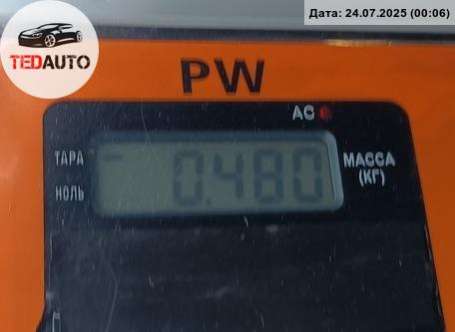 Дата: 24.07.2025 (00:06)
TEDAUTO
PW
AC
ТАРА
НОЛЬ
0.480
МАССА
(КГ)